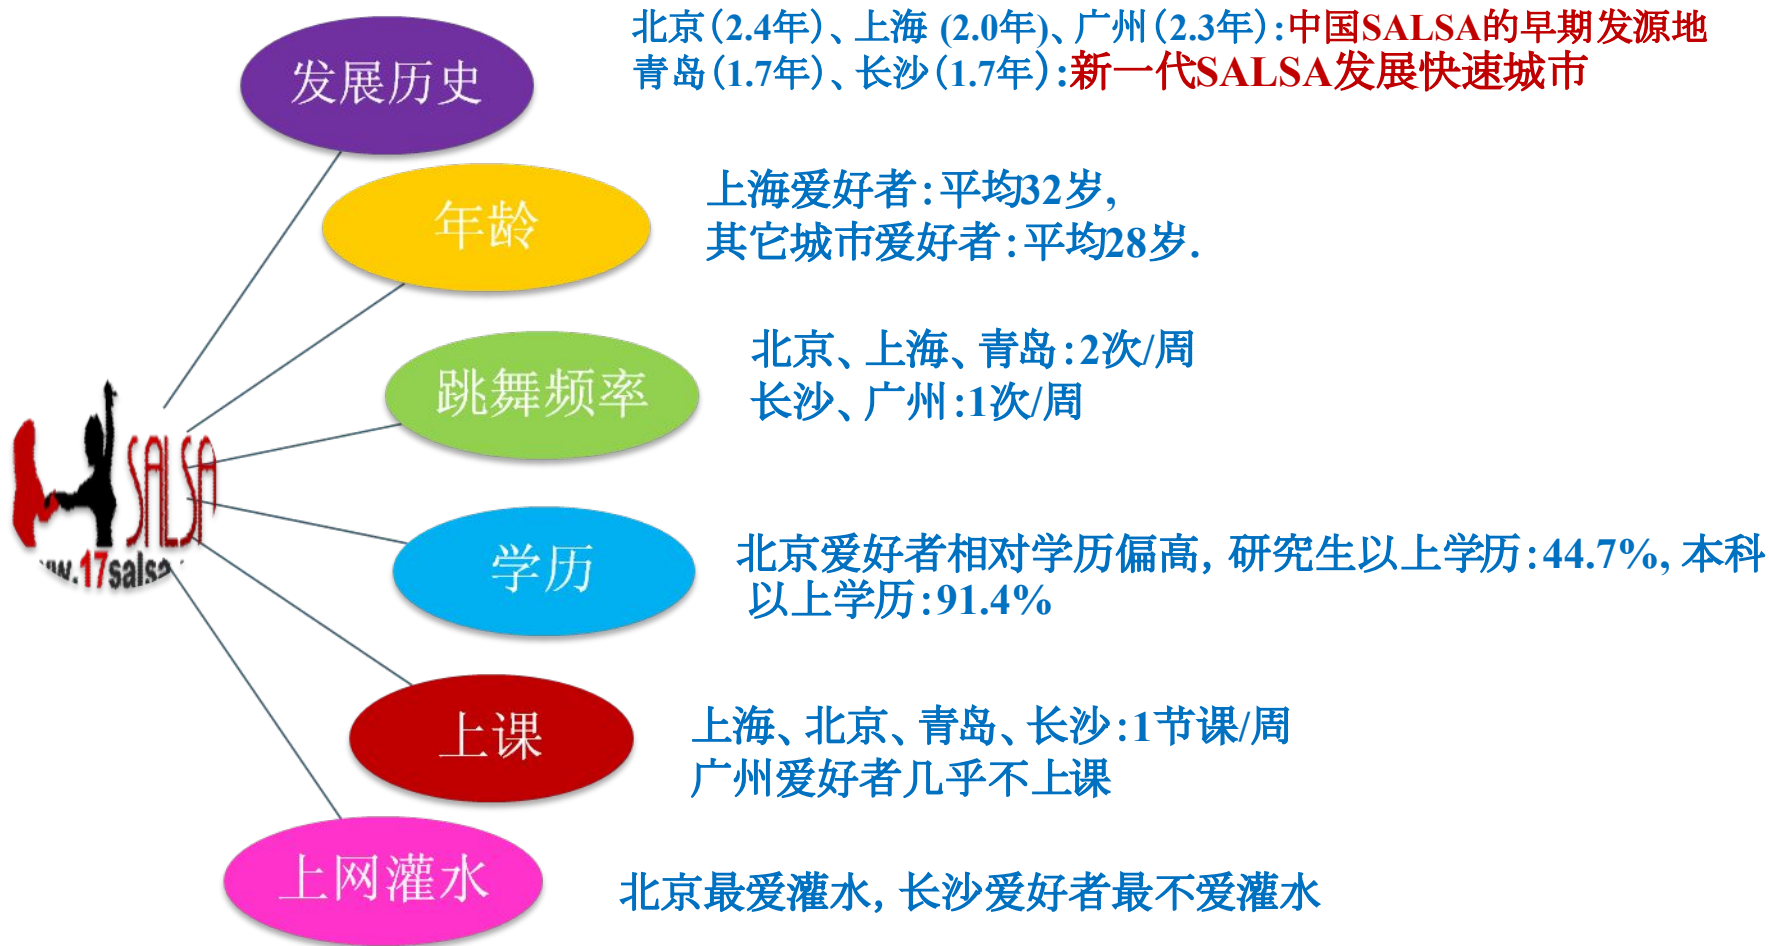 发展历史
北京（2.4年）、上海 (2.0年)、广州（2.3年）:中国SALSA的早期发源地
青岛（1.7年）、长沙（1.7年）:新一代SALSA发展快速城市
年龄
上海爱好者:平均32岁,
其它城市爱好者:平均28岁.
跳舞频率
北京、上海、青岛:2次/周
长沙、广州:1次/周
SALSA
w.17salsa.
学历
北京爱好者相对学历偏高, 研究生以上学历:44.7%, 本科
以上学历:91.4%
上课
上海、北京、青岛、长沙:1节课/周
广州爱好者几乎不上课
上网灌水
北京最爱灌水, 长沙爱好者最不爱灌水